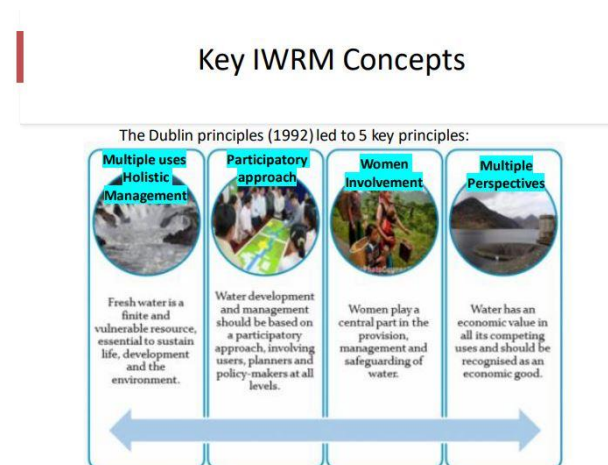 Key IWRM Concepts
The Dublin principles (1992) led to 5 key principles:
Multiple uses
Holistic
Management
Fresh water is a
finite and
vulnerable resource,
essential to sustain
life, development
and the
environment.
Participatory
approach
Water development
and management
should be based on
a participatory
approach, involving
users, planners and
policy-makers at all
levels.
Women
Involvement
Women play a
central part in the
provision,
management and
safeguarding of
water.
Multiple
Perspectives
Water has an
economic value in
all its competing
uses and should be
recognised as an
economic good.